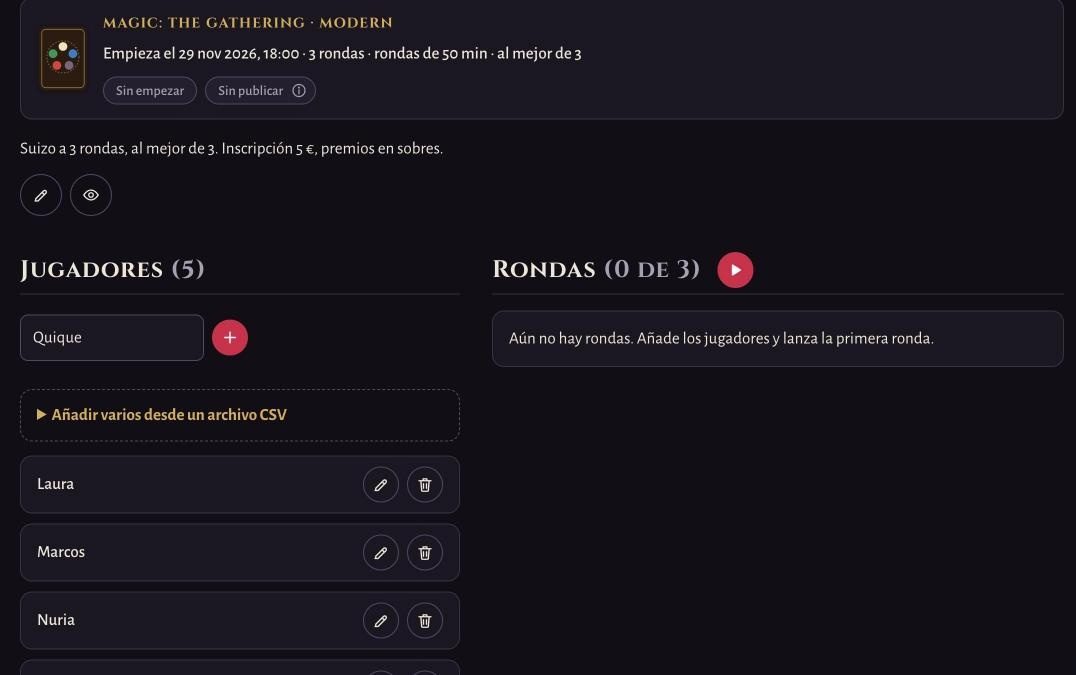 MAGIC: THE GATHERING · MODERN
Empieza el 29 nov 2026, 18:00 · 3 rondas · rondas de 50 min · al mejor de 3
Sin empezar
Sin publicar
Suizo a 3 rondas, al mejor de 3. Inscripción 5 €, premios en sobres.
JUGADORES (5)
Quique
Añadir varios desde un archivo CSV
Laura
Marcos
Nuria
RONDAS (0 DE 3)
Aún no hay rondas. Añade los jugadores y lanza la primera ronda.